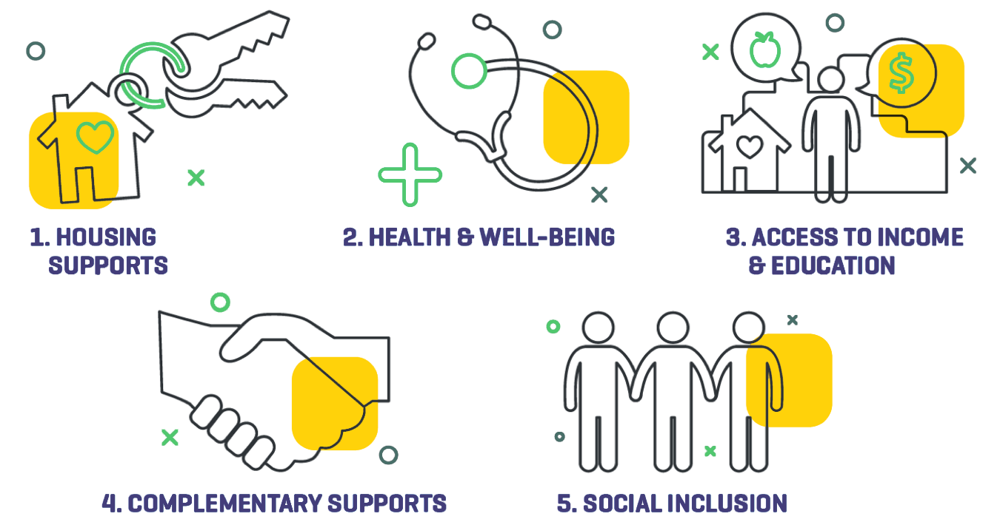 1. HOUSING
SUPPORTS
2. HEALTH & WELL-BEING
3. ACCESS TO INCOME
& EDUCATION
$
4. COMPLEMENTARY SUPPORTS
5. SOCIAL INCLUSION